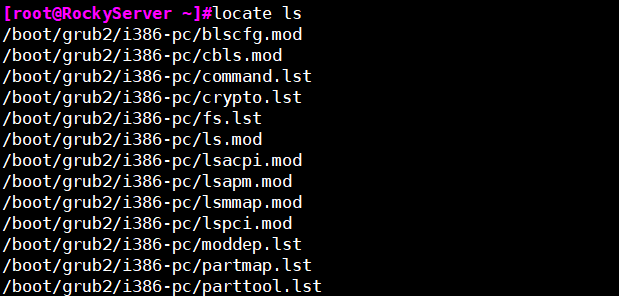 [root@RockyServer ~]#locate ls
/boot/grub2/i386-pc/blscfg.mod
/boot/grub2/i386-pc/cbls.mod
/boot/grub2/i386-pc/command.lst
/boot/grub2/i386-pc/crypto.lst
/boot/grub2/i386-pc/fs.lst
/boot/grub2/i386-pc/ls.mod
/boot/grub2/i386-pc/lsacpi.mod
/boot/grub2/i386-pc/lsapm.mod
/boot/grub2/i386-pc/lsmmap.mod
/boot/grub2/i386-pc/lspci.mod
/boot/grub2/i386-pc/moddep.lst
/boot/grub2/i386-pc/partmap.lst
/boot/grub2/i386-pc/parttool.lst